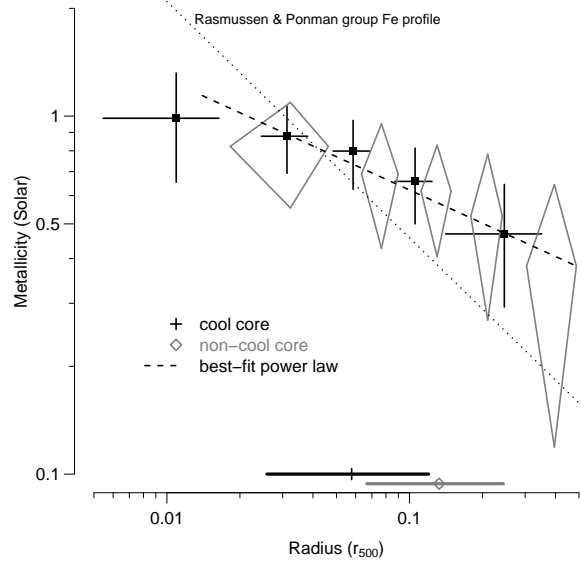 Rasmussen & Ponman group Fe profile
Metallicity (Solar)
1
0.5
0.1
cool core
non−cool core
best−fit power law
0.01
0.1
Radius (r500)